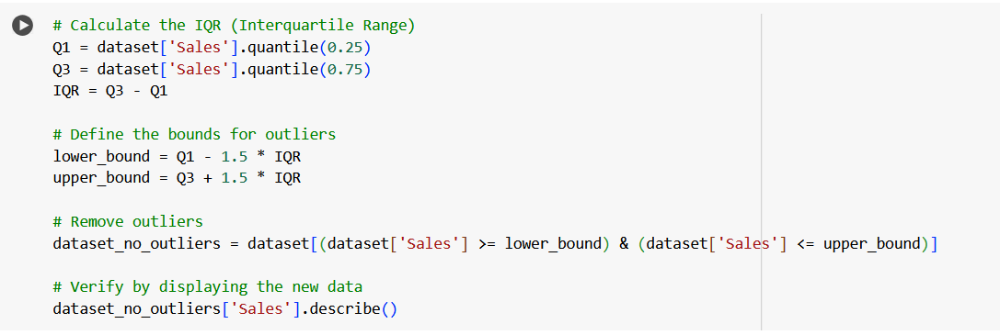 # Calculate the IQR (Interquartile Range)
Q1 = dataset['Sales'].quantile(0.25)
Q3 = dataset['Sales'].quantile(0.75)
IQR = Q3 - Q1
# Define the bounds for outliers
lower_bound = Q1 - 1.5 * IQR
upper_bound = Q3 + 1.5 * IQR
# Remove outliers
dataset_no_outliers = dataset[(dataset['Sales'] >= lower_bound) & (dataset['Sales'] <= upper_bound)]
# Verify by displaying the new data
dataset_no_outliers['Sales'].describe()